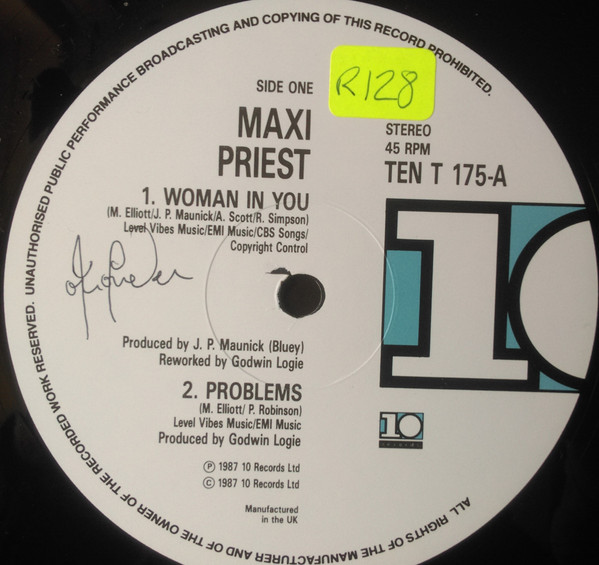 UNAUTHORISED PUBLIC PERFORMANCE BROADCASTING AND COPYING OF THIS RECORD PROHIBITED.
R128
SIDE ONE
MAXI
PRIEST
STEREO
45 RPM
TEN T 175-A
1. WOMAN IN YOU
(M. Elliott/J. P. Maunick/A. Scott/R. Simpson)
Level Vibes Music/EMI Music/CBS Songs/
Copyright Control
10
Produced by J. P. Maunick (Bluey)
Reworked by Godwin Logie
2. PROBLEMS
(M. Elliott/ P. Robinson)
Level Vibes Music/EMI Music
Produced by Godwin Logie
10
℗ 1987 10 Records Ltd
© 1987 10 Records Ltd
Manufactured
in the UK
ALL RIGHTS OF THE MANUFACTURER AND OF THE OWNER OF THE RECORDED WORK RESERVED.